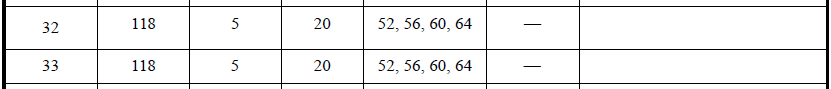 32 118 5 20 52, 56, 60, 64 —
33 118 5 20 52, 56, 60, 64 —